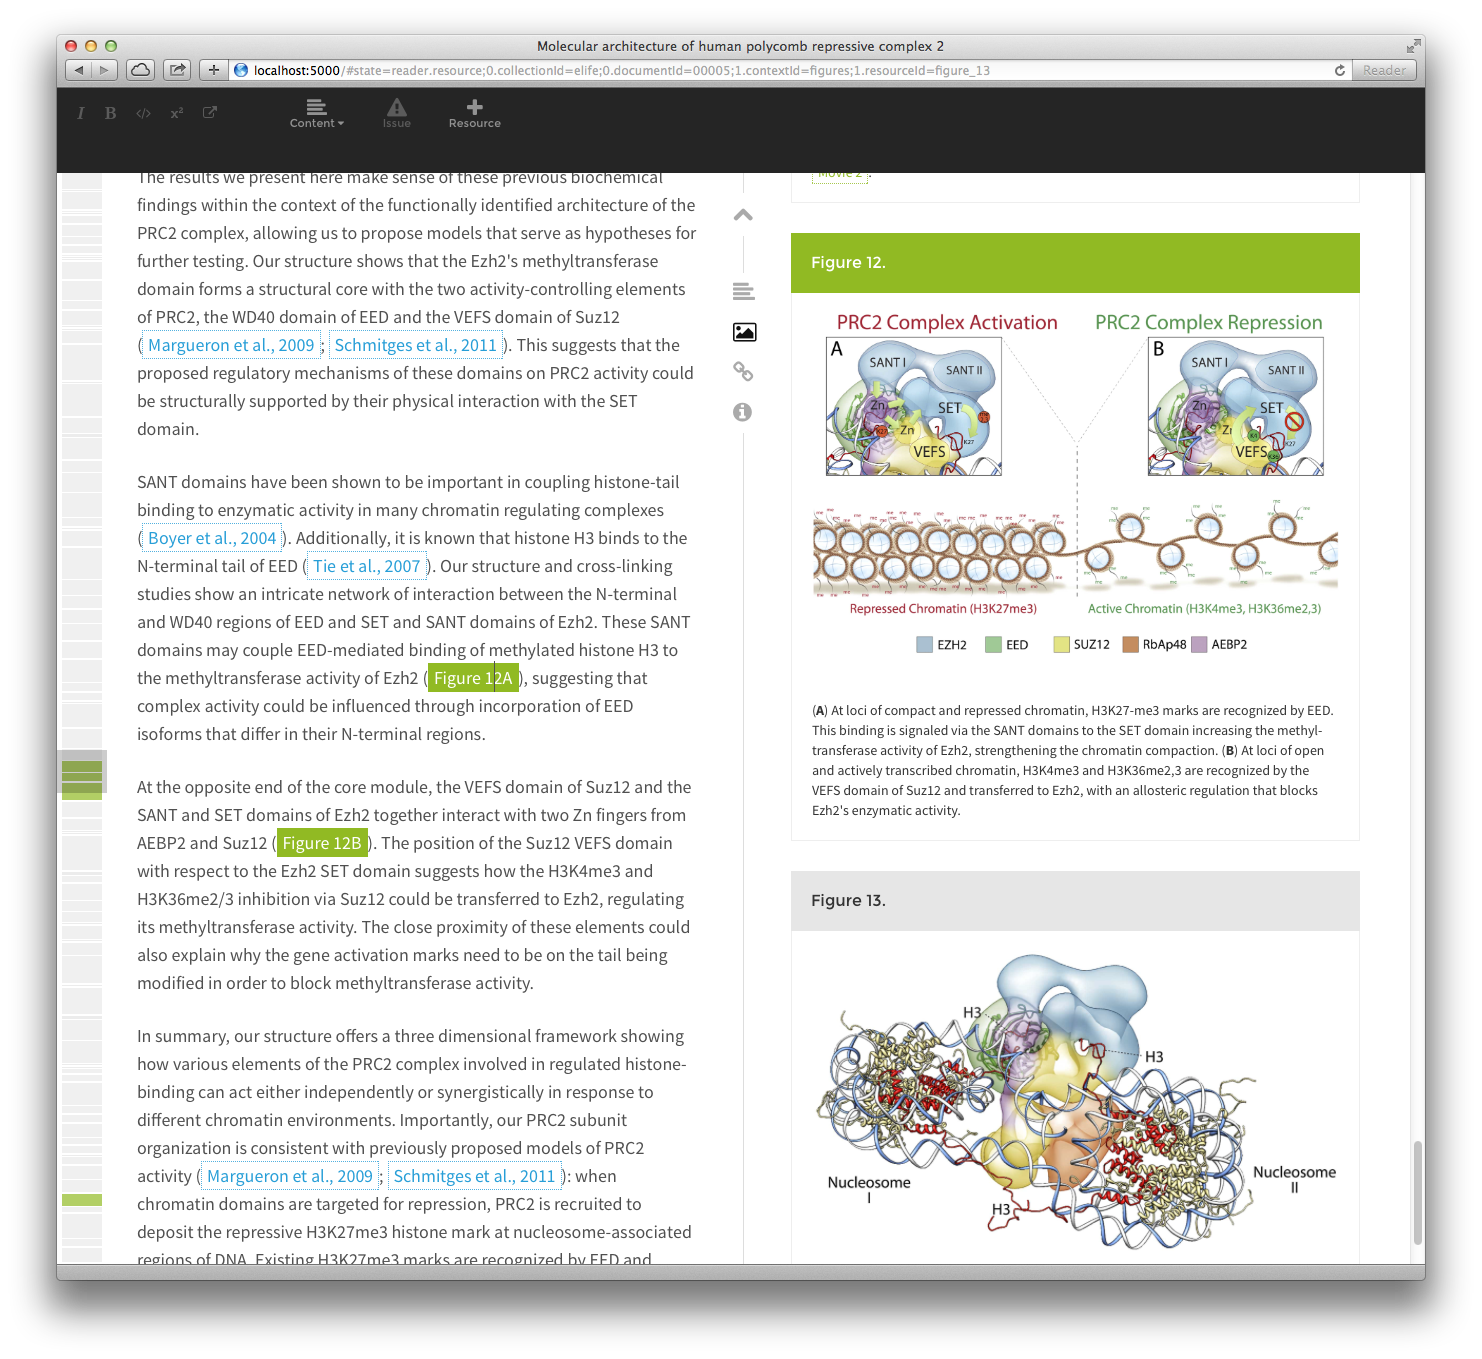 Molecular architecture of human polycomb repressive complex 2
localhost:5000/#state=reader.resource;0.collectionId=elife;0.documentId=00005;1.contextId=figures;1.resourceId=figure_13
Reader
I B </> x²
Content
Issue
Resource
The results we present here make sense of these previous biochemical
findings within the context of the functionally identified architecture of the
PRC2 complex, allowing us to propose models that serve as hypotheses for
further testing. Our structure shows that the Ezh2's methyltransferase
domain forms a structural core with the two activity-controlling elements
of PRC2, the WD40 domain of EED and the VEFS domain of Suz12
( Margueron et al., 2009 ; Schmitges et al., 2011 ). This suggests that the
proposed regulatory mechanisms of these domains on PRC2 activity could
be structurally supported by their physical interaction with the SET
domain.
SANT domains have been shown to be important in coupling histone-tail
binding to enzymatic activity in many chromatin regulating complexes
( Boyer et al., 2004 ). Additionally, it is known that histone H3 binds to the
N-terminal tail of EED ( Tie et al., 2007 ). Our structure and cross-linking
studies show an intricate network of interaction between the N-terminal
and WD40 regions of EED and SET and SANT domains of Ezh2. These SANT
domains may couple EED-mediated binding of methylated histone H3 to
the methyltransferase activity of Ezh2 ( Figure 12A ), suggesting that
complex activity could be influenced through incorporation of EED
isoforms that differ in their N-terminal regions.
At the opposite end of the core module, the VEFS domain of Suz12 and the
SANT and SET domains of Ezh2 together interact with two Zn fingers from
AEBP2 and Suz12 ( Figure 12B ). The position of the Suz12 VEFS domain
with respect to the Ezh2 SET domain suggests how the H3K4me3 and
H3K36me2/3 inhibition via Suz12 could be transferred to Ezh2, regulating
its methyltransferase activity. The close proximity of these elements could
also explain why the gene activation marks need to be on the tail being
modified in order to block methyltransferase activity.
In summary, our structure offers a three dimensional framework showing
how various elements of the PRC2 complex involved in regulated histone-
binding can act either independently or synergistically in response to
different chromatin environments. Importantly, our PRC2 subunit
organization is consistent with previously proposed models of PRC2
activity ( Margueron et al., 2009 ; Schmitges et al., 2011 ): when
chromatin domains are targeted for repression, PRC2 is recruited to
deposit the repressive H3K27me3 histone mark at nucleosome-associated
regions of DNA. Existing H3K27me3 marks are recognized by EED and
Movie 2 .
Figure 12.
PRC2 Complex Activation
PRC2 Complex Repression
A
SANT I
SANT II
Zn
SET
Zn
K27
VEFS
B
SANT I
SANT II
Zn
SET
K27
VEFS
Repressed Chromatin (H3K27me3)
Active Chromatin (H3K4me3, H3K36me2,3)
EZH2 EED SUZ12 RbAp48 AEBP2
(A) At loci of compact and repressed chromatin, H3K27-me3 marks are recognized by EED.
This binding is signaled via the SANT domains to the SET domain increasing the methyl-
transferase activity of Ezh2, strengthening the chromatin compaction. (B) At loci of open
and actively transcribed chromatin, H3K4me3 and H3K36me2,3 are recognized by the
VEFS domain of Suz12 and transferred to Ezh2, with an allosteric regulation that blocks
Ezh2's enzymatic activity.
Figure 13.
H3
H3
Nucleosome
I
Nucleosome
II
H3